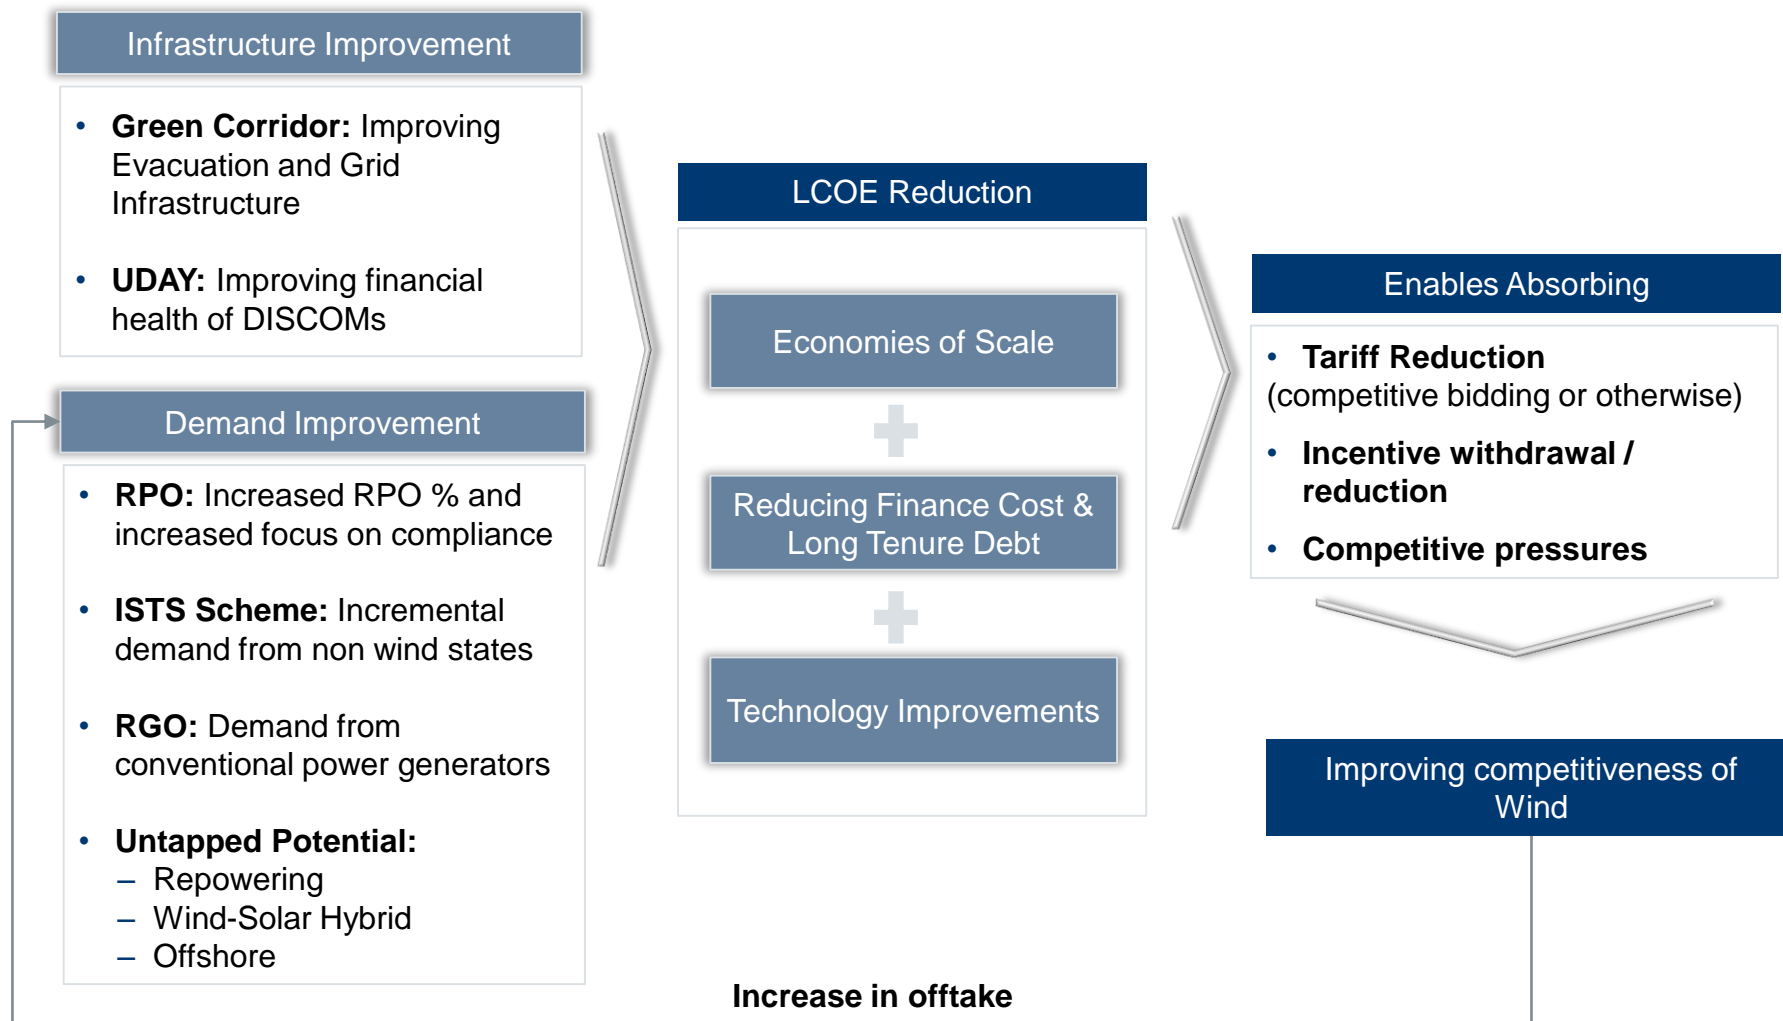 Infrastructure Improvement
• Green Corridor: Improving
Evacuation and Grid
Infrastructure
• UDAY: Improving financial
health of DISCOMs
Demand Improvement
• RPO: Increased RPO % and
increased focus on compliance
• ISTS Scheme: Incremental
demand from non wind states
• RGO: Demand from
conventional power generators
• Untapped Potential:
– Repowering
– Wind-Solar Hybrid
– Offshore
LCOE Reduction
Economies of Scale
Reducing Finance Cost &
Long Tenure Debt
Technology Improvements
Enables Absorbing
• Tariff Reduction
(competitive bidding or otherwise)
• Incentive withdrawal /
reduction
• Competitive pressures
Improving competitiveness of
Wind
Increase in offtake